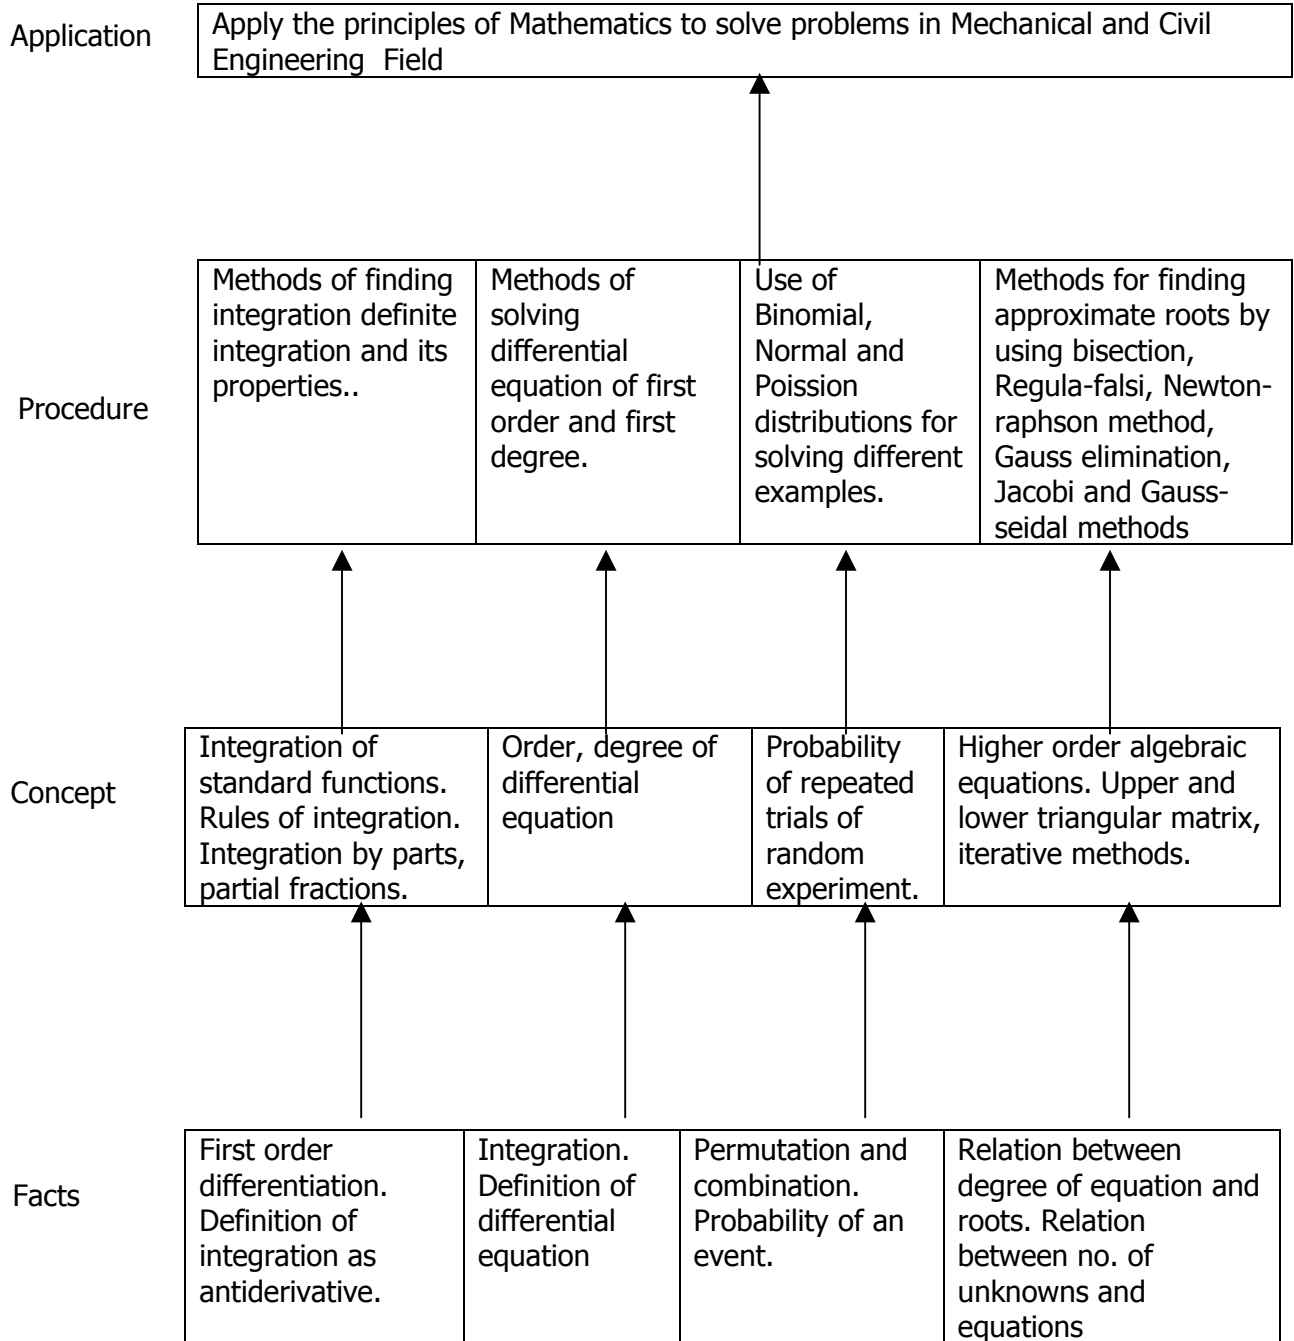 Application
Apply the principles of Mathematics to solve problems in Mechanical and Civil
Engineering  Field
Procedure
Methods of finding
integration definite
integration and its
properties..
Methods of
solving
differential
equation of first
order and first
degree.
Use of
Binomial,
Normal and
Poission
distributions for
solving different
examples.
Methods for finding
approximate roots by
using bisection,
Regula-falsi, Newton-
raphson method,
Gauss elimination,
Jacobi and Gauss-
seidal methods
Concept
Integration of
standard functions.
Rules of integration.
Integration by parts,
partial fractions.
Order, degree of
differential
equation
Probability
of repeated
trials of
random
experiment.
Higher order algebraic
equations. Upper and
lower triangular matrix,
iterative methods.
Facts
First order
differentiation.
Definition of
integration as
antiderivative.
Integration.
Definition of
differential
equation
Permutation and
combination.
Probability of an
event.
Relation between
degree of equation and
roots. Relation
between no. of
unknowns and
equations